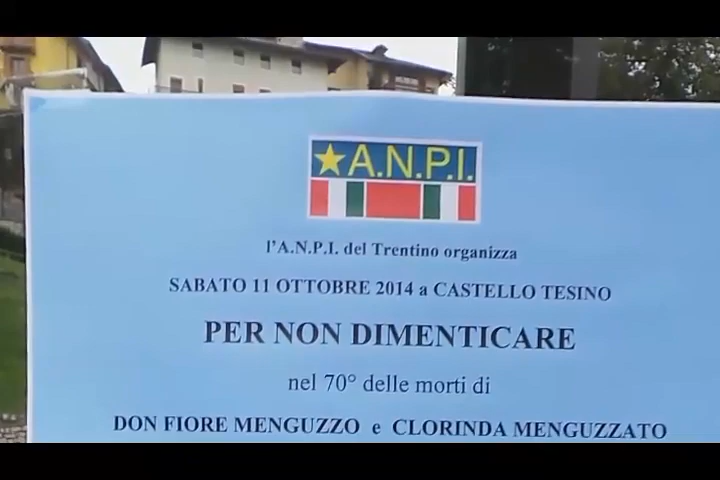 A.N.P.I.
l'A.N.P.I. del Trentino organizza
SABATO 11 OTTOBRE 2014 a CASTELLO TESINO
PER NON DIMENTICARE
nel 70° delle morti di
DON FIORE MENGUZZO e CLORINDA MENGUZZATO